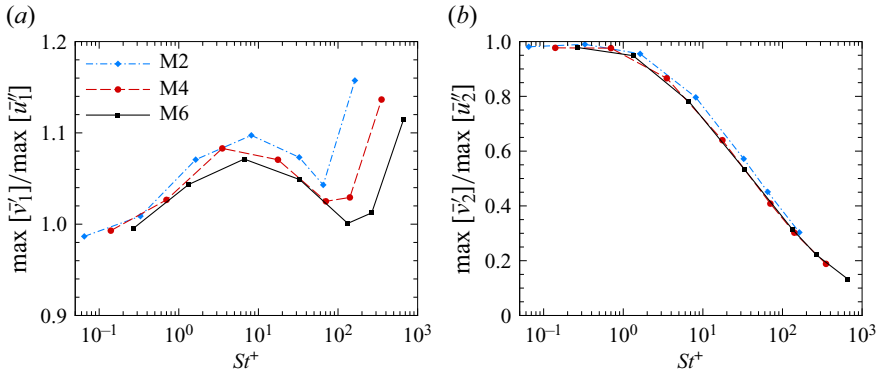 (a)
(b)
1.2
1.1
1.0
0.9
M2
M4
M6
max [v̄′₁]/max [ū″₁]
10⁻¹ 10⁰ 10¹ 10² 10³
St⁺
1.0
0.8
0.6
0.4
0.2
0
max [v̄′₂]/max [ū″₂]
10⁻¹ 10⁰ 10¹ 10² 10³
St⁺